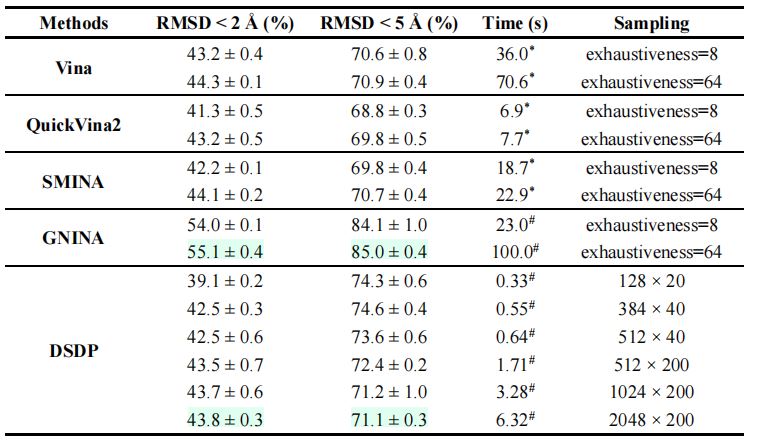 Methods RMSD < 2 Å (%) RMSD < 5 Å (%) Time (s) Sampling
Vina
43.2 ± 0.4 70.6 ± 0.8 36.0* exhaustiveness=8
44.3 ± 0.1 70.9 ± 0.4 70.6* exhaustiveness=64
QuickVina2
41.3 ± 0.5 68.8 ± 0.3 6.9* exhaustiveness=8
43.2 ± 0.5 69.8 ± 0.5 7.7* exhaustiveness=64
SMINA
42.2 ± 0.1 69.8 ± 0.4 18.7* exhaustiveness=8
44.1 ± 0.2 70.7 ± 0.4 22.9* exhaustiveness=64
GNINA
54.0 ± 0.1 84.1 ± 1.0 23.0# exhaustiveness=8
55.1 ± 0.4 85.0 ± 0.4 100.0# exhaustiveness=64
DSDP
39.1 ± 0.2 74.3 ± 0.6 0.33# 128 × 20
42.5 ± 0.3 74.6 ± 0.4 0.55# 384 × 40
42.5 ± 0.6 73.6 ± 0.6 0.64# 512 × 40
43.5 ± 0.7 72.4 ± 0.2 1.71# 512 × 200
43.7 ± 0.6 71.2 ± 1.0 3.28# 1024 × 200
43.8 ± 0.3 71.1 ± 0.3 6.32# 2048 × 200